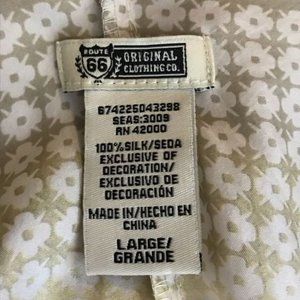 ROUTE
66
ORIGINAL
CLOTHING CO.
674225043298
SEAS:3009
RN 42000
100%SILK/SEDA
EXCLUSIVE OF
DECORATION/
EXCLUSIVO DE
DECORACIÓN
MADE IN/HECHO EN
CHINA
LARGE/
GRANDE